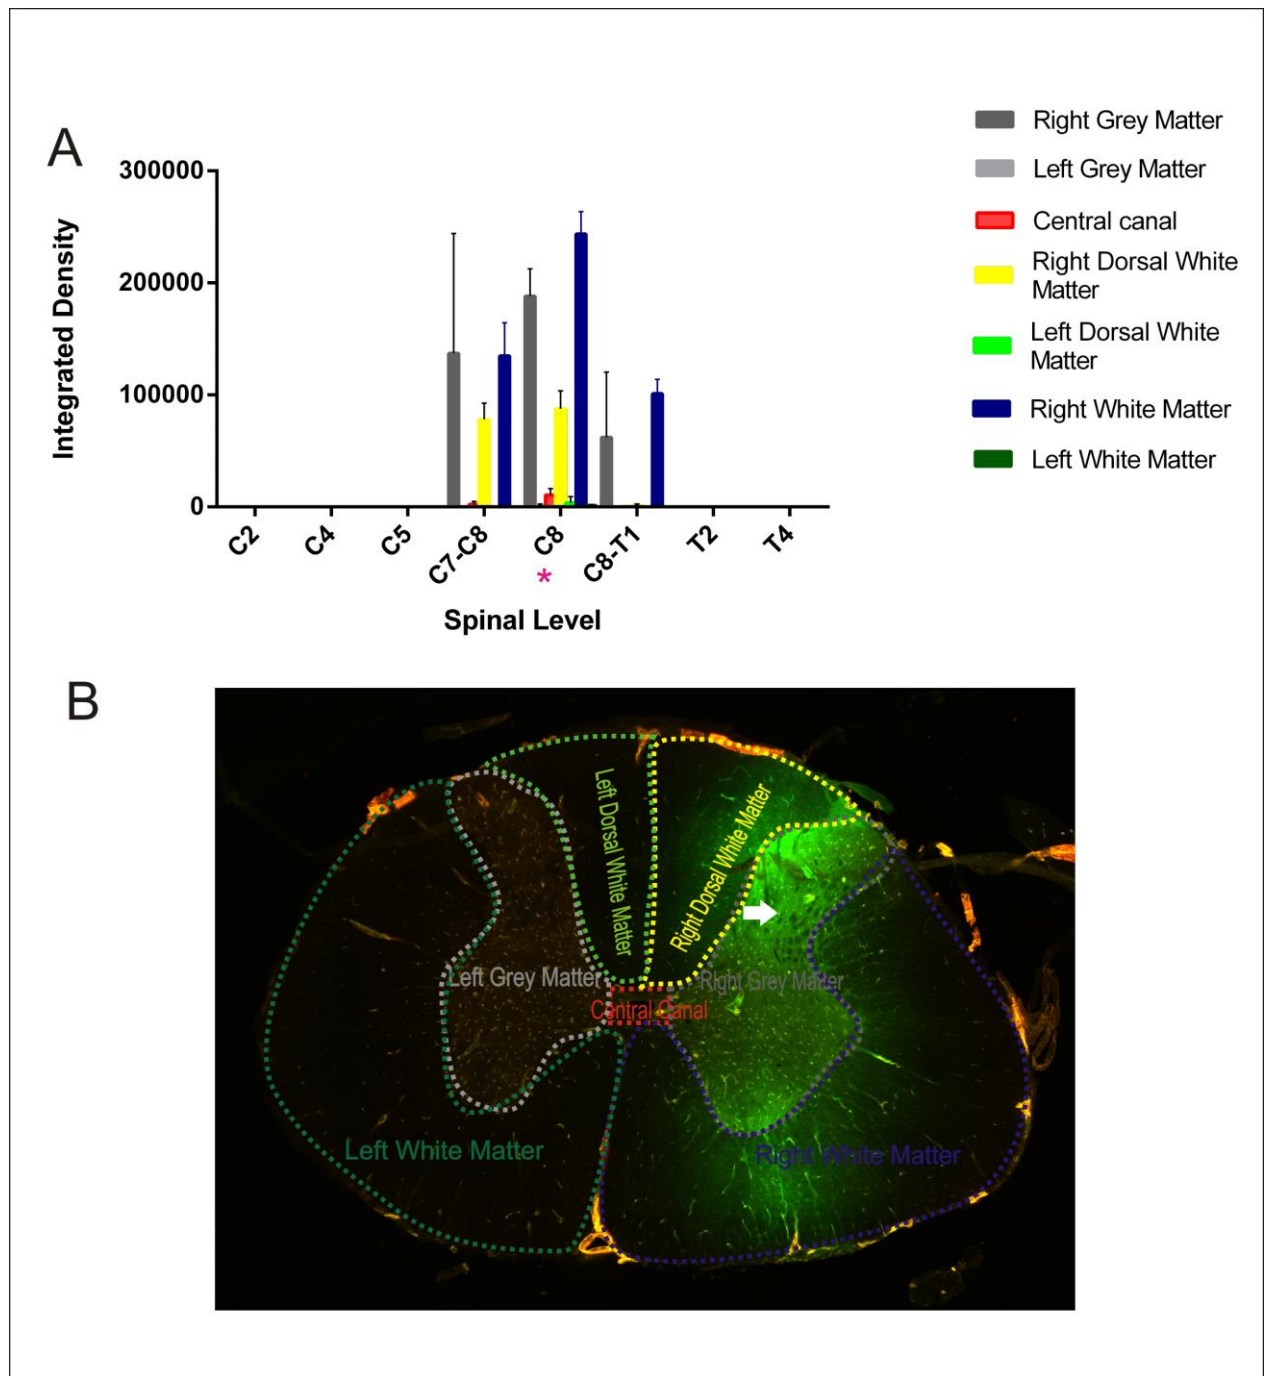 A
Integrated Density
300000
200000
100000
0
C2
C4
C5
C7-C8
C8
C8-T1
T2
T4
*
Spinal Level
Right Grey Matter
Left Grey Matter
Central canal
Right Dorsal White
Matter
Left Dorsal White
Matter
Right White Matter
Left White Matter
B
Left Dorsal White Matter
Right Dorsal White Matter
Left Grey Matter
Right Grey Matter
Central Canal
Left White Matter
Right White Matter